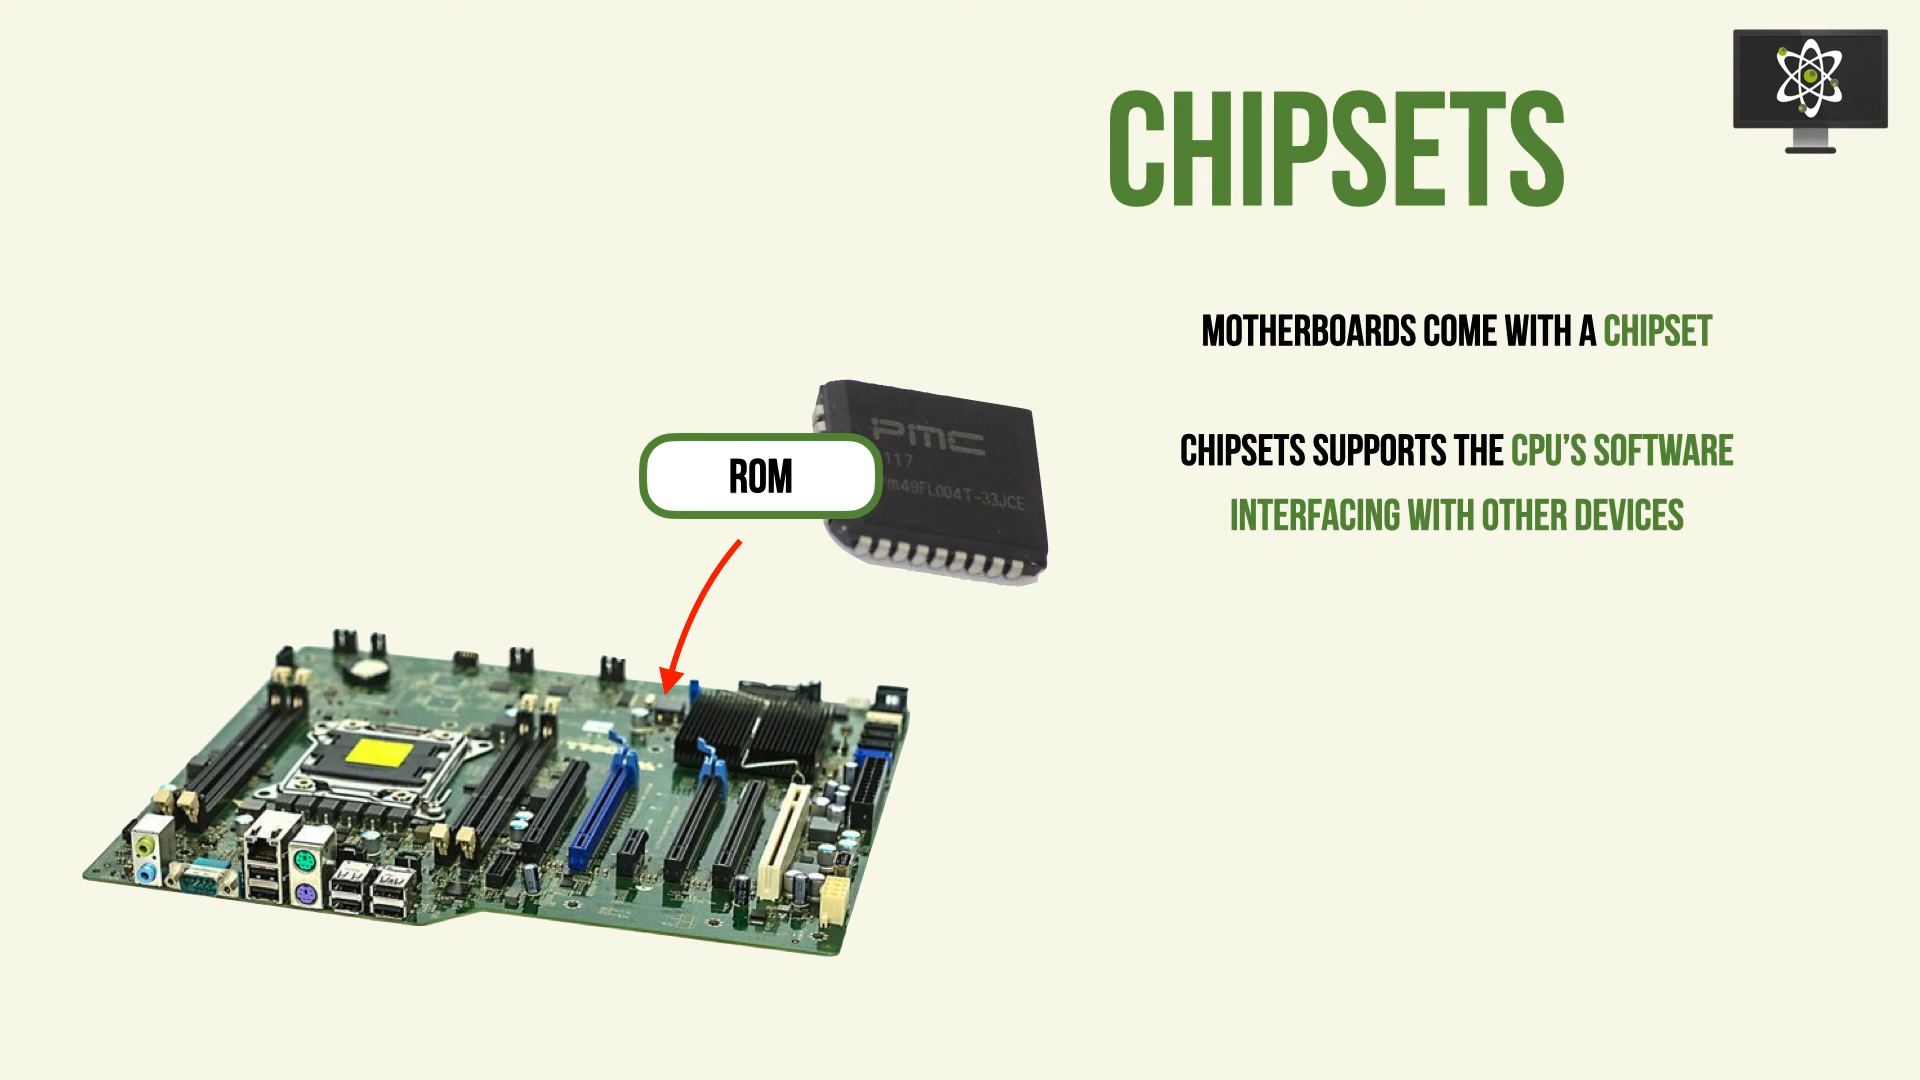 CHIPSETS
MOTHERBOARDS COME WITH A CHIPSET
CHIPSETS SUPPORTS THE CPU'S SOFTWARE
INTERFACING WITH OTHER DEVICES
PMC
117
ROM
m49FL004T-33JCE